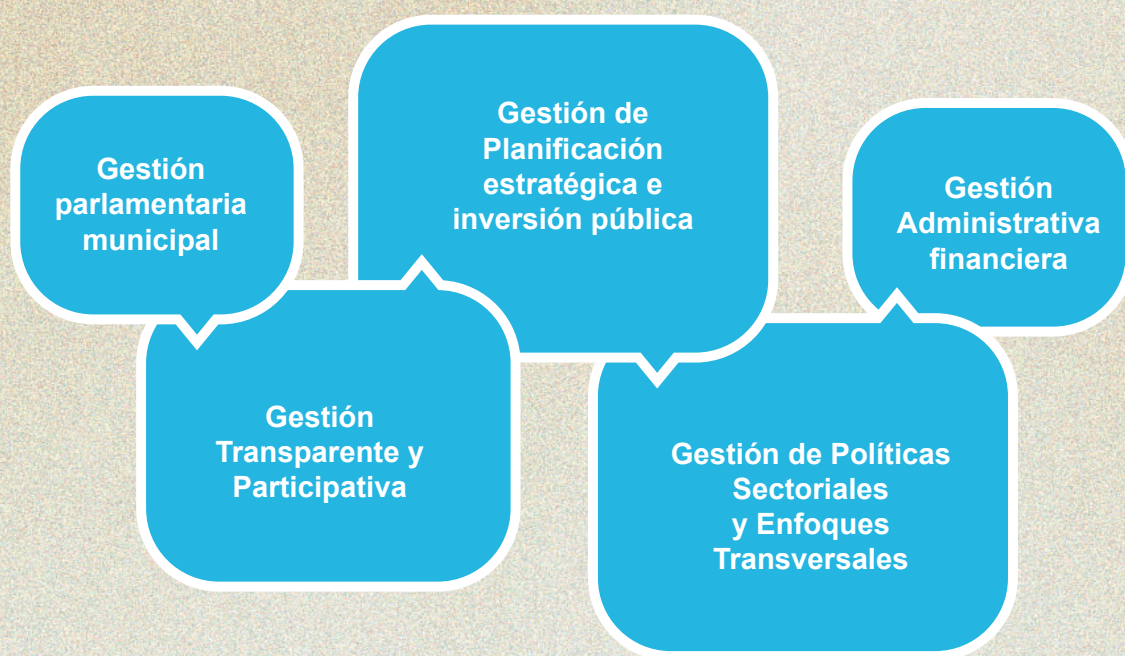 Gestión
parlamentaria
municipal
Gestión
Transparente y
Participativa
Gestión de
Planificación
estratégica e
inversión pública
Gestión de Políticas
Sectoriales
y Enfoques
Transversales
Gestión
Administrativa
financiera